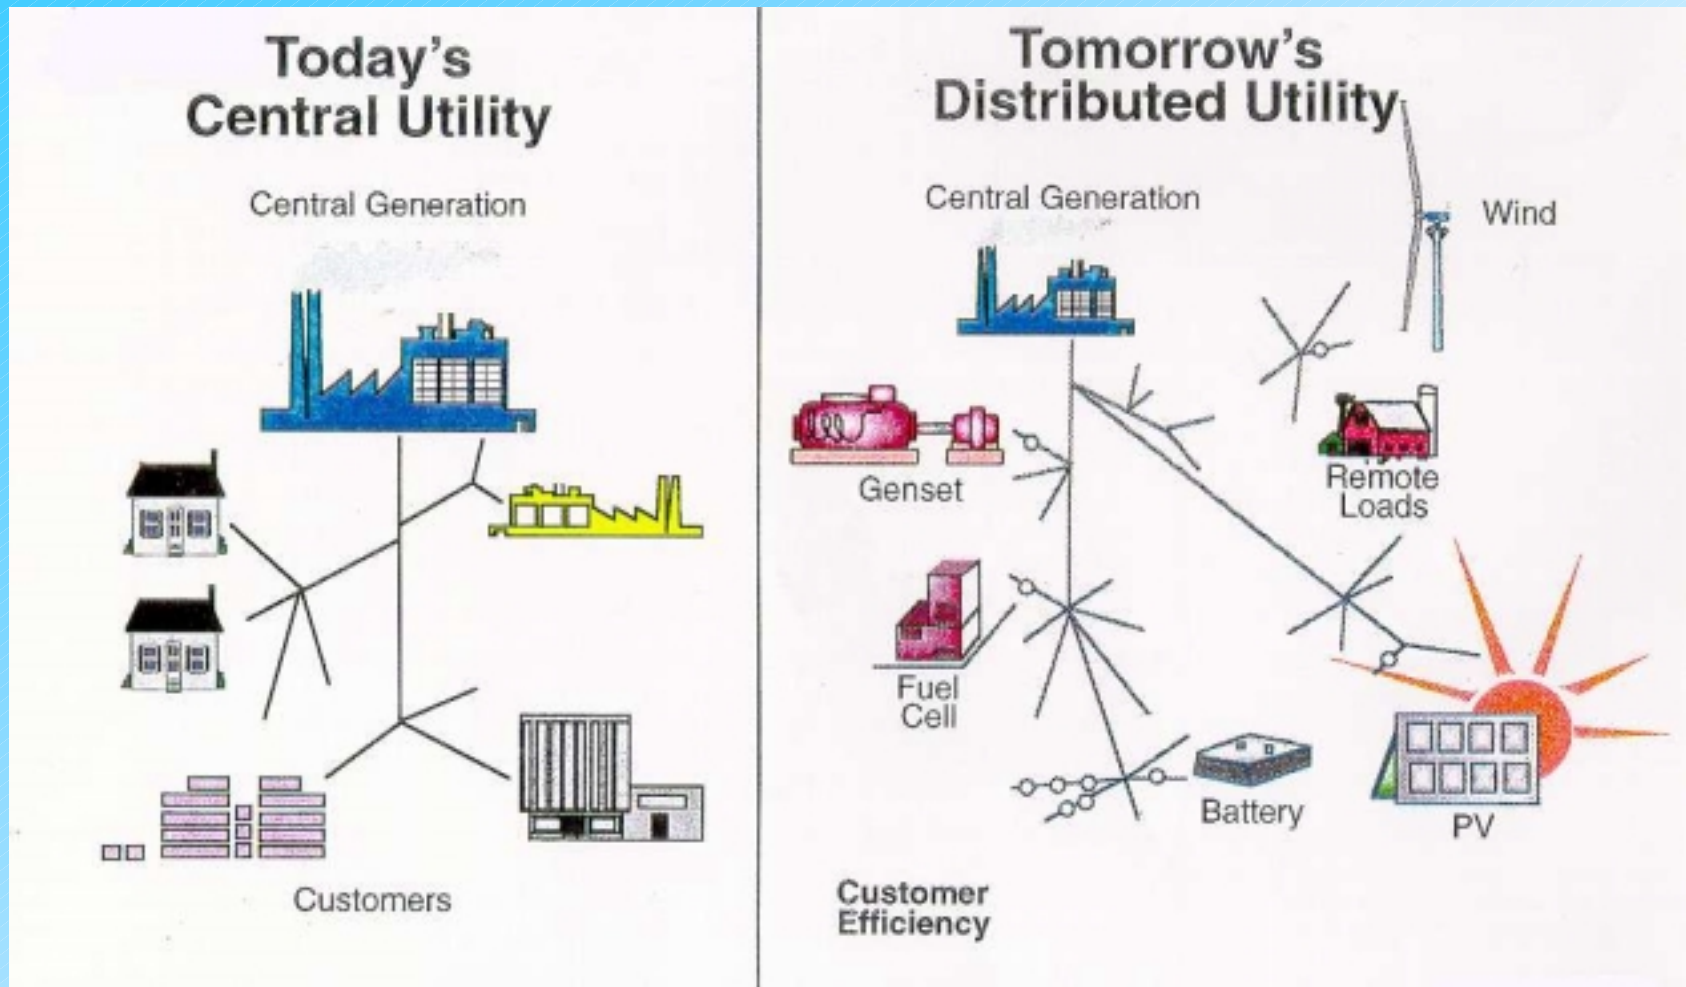 Today's
Central Utility
Central Generation
Customers
Tomorrow's
Distributed Utility
Central Generation
Wind
Genset
Remote
Loads
Fuel
Cell
Battery
PV
Customer
Efficiency